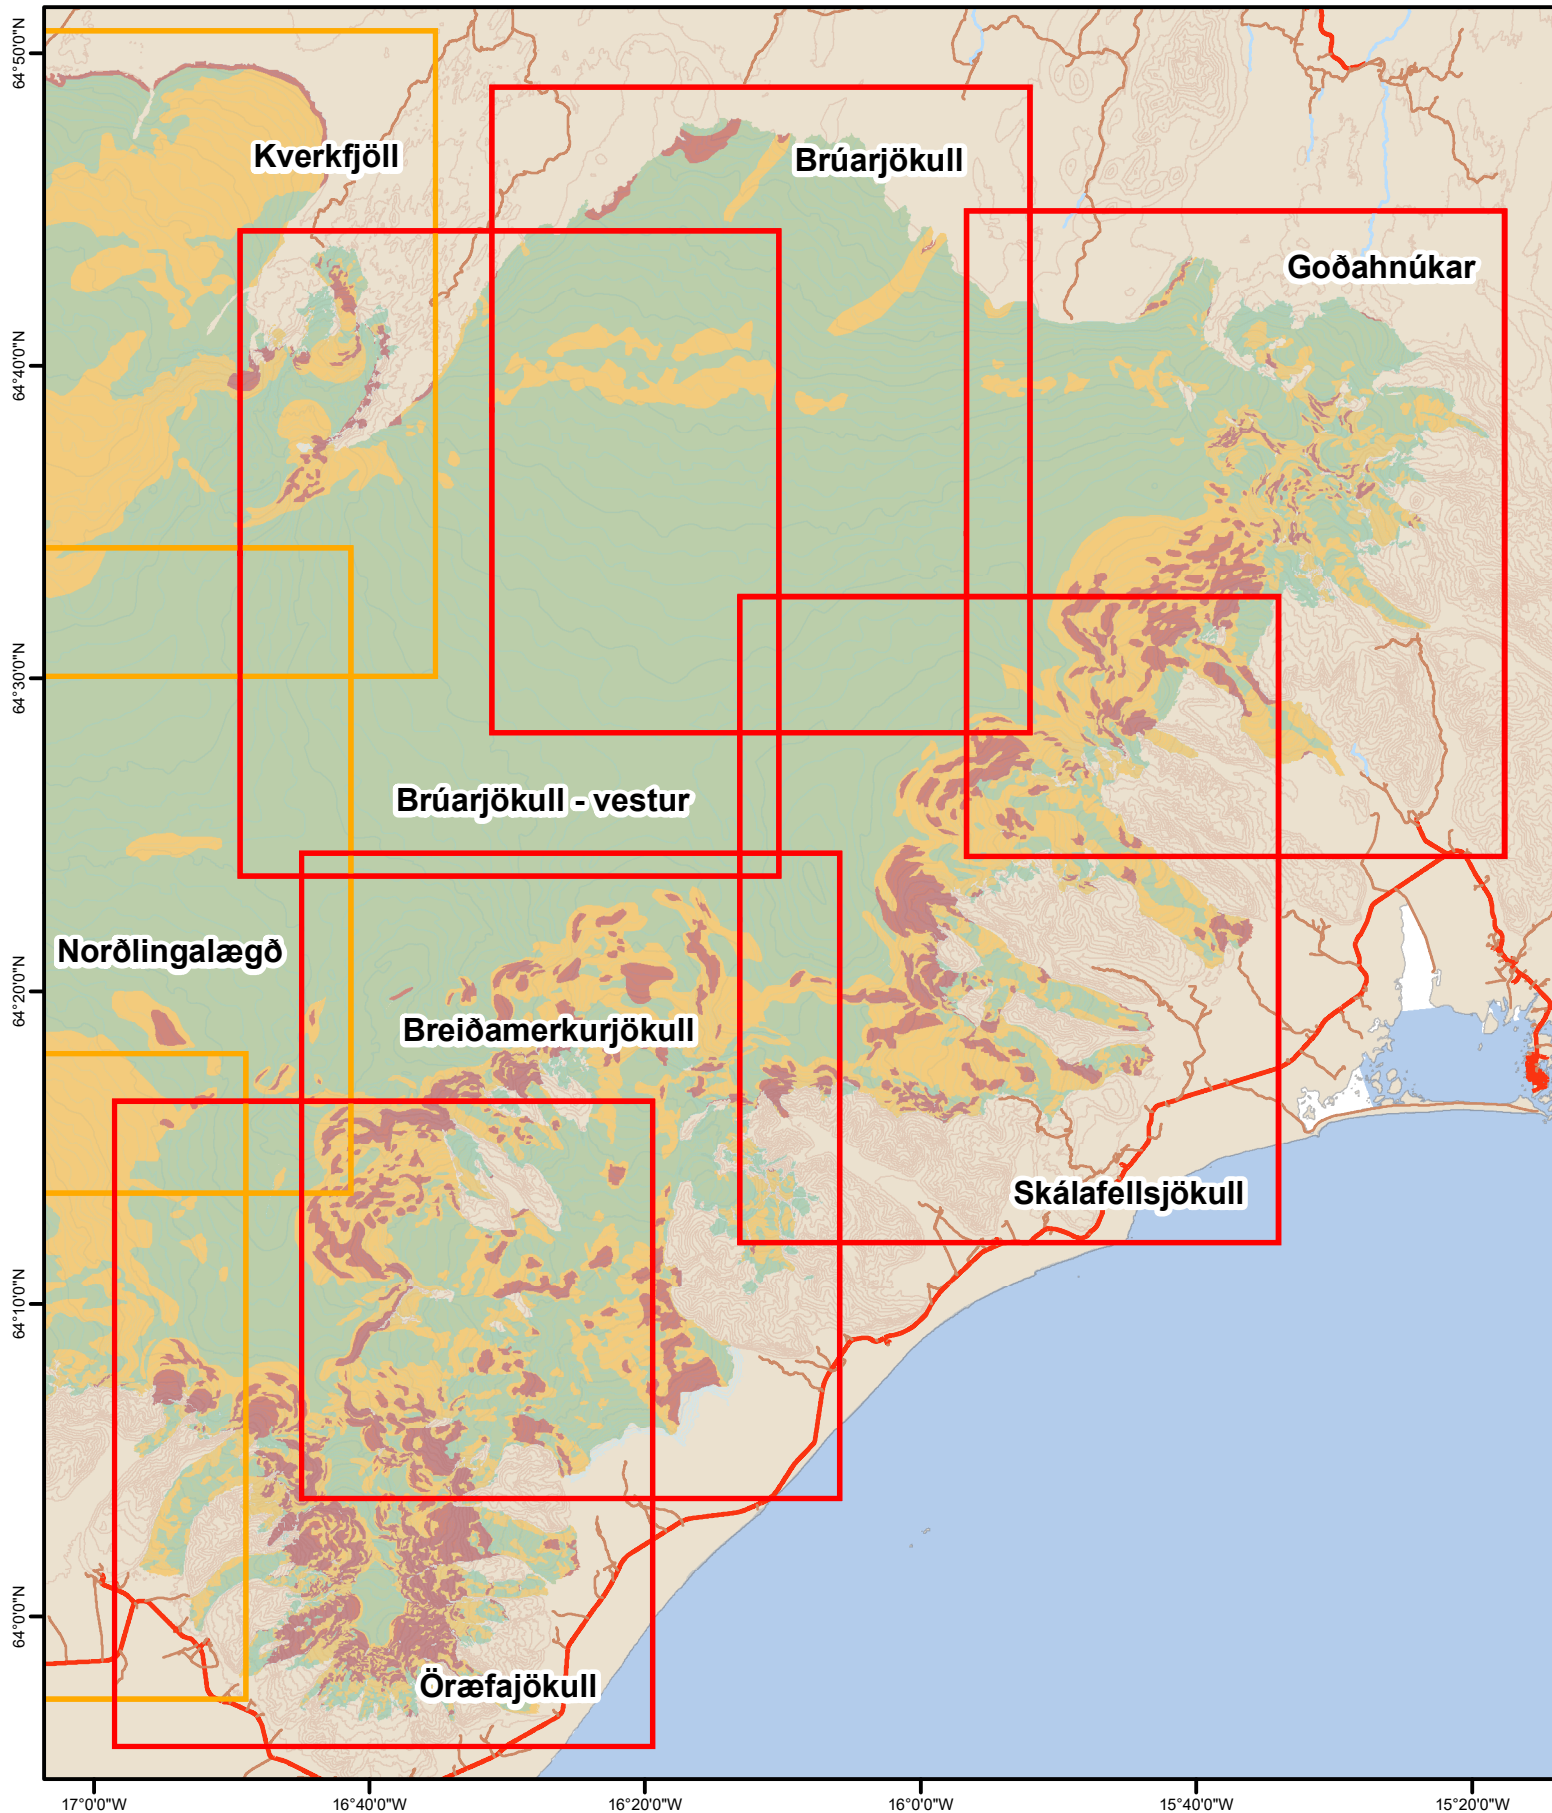 64°50'0"N
Kverkfjöll
Brúarjökull
Goðahnúkar
64°40'0"N
64°30'0"N
Brúarjökull - vestur
Norðlingalægð
64°20'0"N
Breiðamerkurjökull
Skálafellsjökull
64°10'0"N
64°0'0"N
Öræfajökull
17°0'0"W
16°40'0"W
16°20'0"W
16°0'0"W
15°40'0"W
15°20'0"W